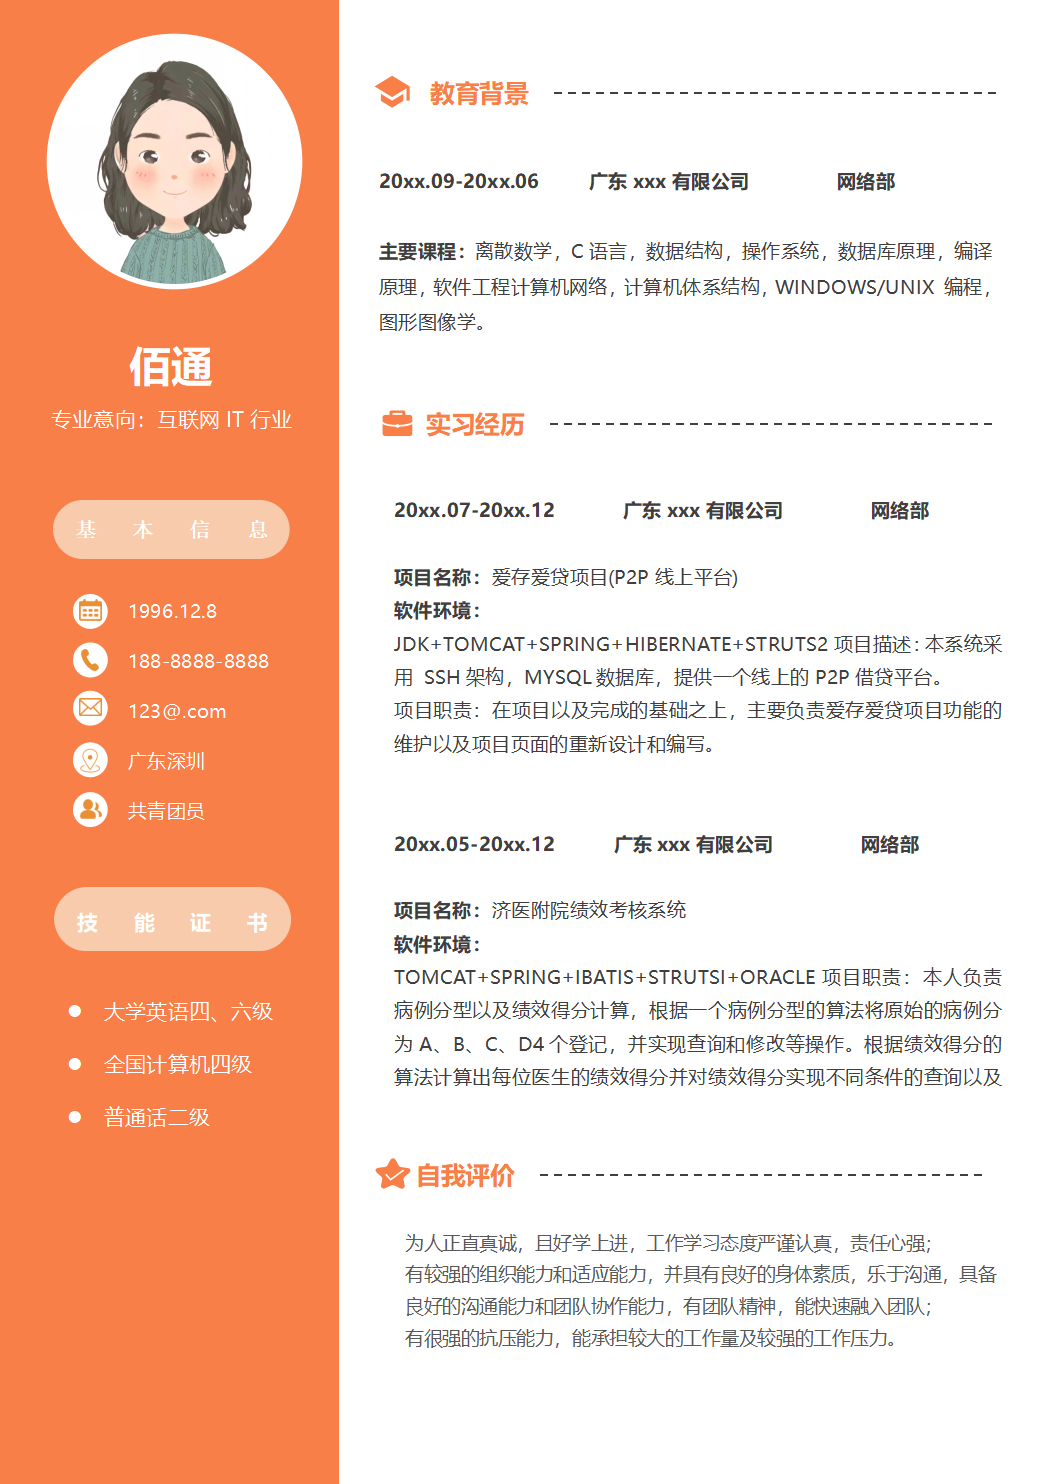 佰通
专业意向：互联网 IT 行业
基 本 信 息
1996.12.8
188-8888-8888
123@.com
广东深圳
共青团员
技 能 证 书
大学英语四、六级
全国计算机四级
普通话二级
教育背景
20xx.09-20xx.06 广东 xxx 有限公司 网络部
主要课程：离散数学，C 语言，数据结构，操作系统，数据库原理，编译
原理，软件工程计算机网络，计算机体系结构，WINDOWS/UNIX 编程，
图形图像学。
实习经历
20xx.07-20xx.12 广东 xxx 有限公司 网络部
项目名称：爱存爱贷项目(P2P 线上平台)
软件环境：
JDK+TOMCAT+SPRING+HIBERNATE+STRUTS2 项目描述：本系统采
用 SSH 架构，MYSQL 数据库，提供一个线上的 P2P 借贷平台。
项目职责：在项目以及完成的基础之上，主要负责爱存爱贷项目功能的
维护以及项目页面的重新设计和编写。
20xx.05-20xx.12 广东 xxx 有限公司 网络部
项目名称：济医附院绩效考核系统
软件环境：
TOMCAT+SPRING+IBATIS+STRUTSI+ORACLE 项目职责：本人负责
病例分型以及绩效得分计算，根据一个病例分型的算法将原始的病例分
为 A、B、C、D4 个登记，并实现查询和修改等操作。根据绩效得分的
算法计算出每位医生的绩效得分并对绩效得分实现不同条件的查询以及
自我评价
为人正直真诚，且好学上进，工作学习态度严谨认真，责任心强；
有较强的组织能力和适应能力，并具有良好的身体素质，乐于沟通，具备
良好的沟通能力和团队协作能力，有团队精神，能快速融入团队；
有很强的抗压能力，能承担较大的工作量及较强的工作压力。